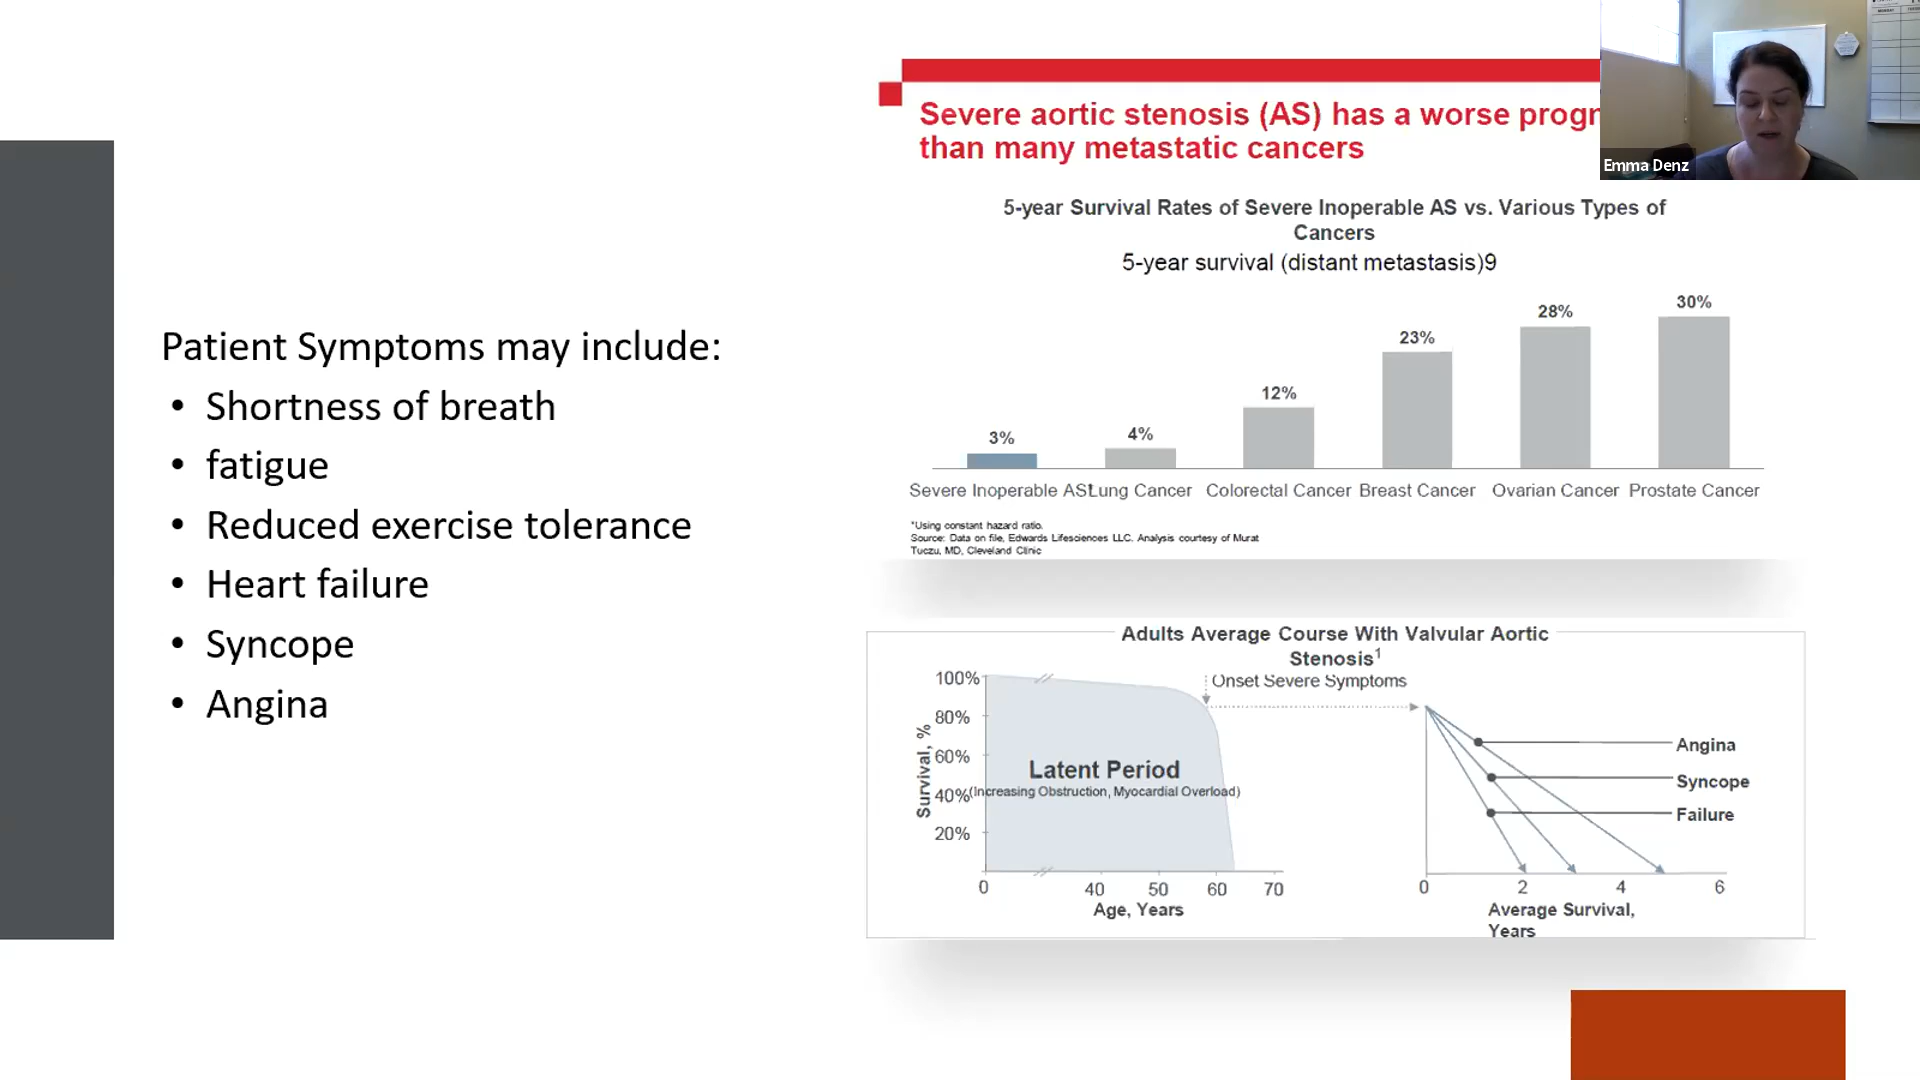 Severe aortic stenosis (AS) has a worse progn
than many metastatic cancers
Emma Denz
5-year Survival Rates of Severe Inoperable AS vs. Various Types of
Cancers
5-year survival (distant metastasis)9
3%
4%
12%
23%
28%
30%
Severe Inoperable AS* Lung Cancer Colorectal Cancer Breast Cancer Ovarian Cancer Prostate Cancer
*Using constant hazard ratio.
Source: Data on file, Edwards Lifesciences LLC. Analysis courtesy of Murat
Tuczu, MD, Cleveland Clinic
Patient Symptoms may include:
• Shortness of breath
• fatigue
• Reduced exercise tolerance
• Heart failure
• Syncope
• Angina
Adults Average Course With Valvular Aortic
Stenosis1
Onset Severe Symptoms
100%
80%
60%
40%
20%
Survival, %
Latent Period
(Increasing Obstruction, Myocardial Overload)
0 40 50 60 70
Age, Years
Angina
Syncope
Failure
0 2 4 6
Average Survival,
Years